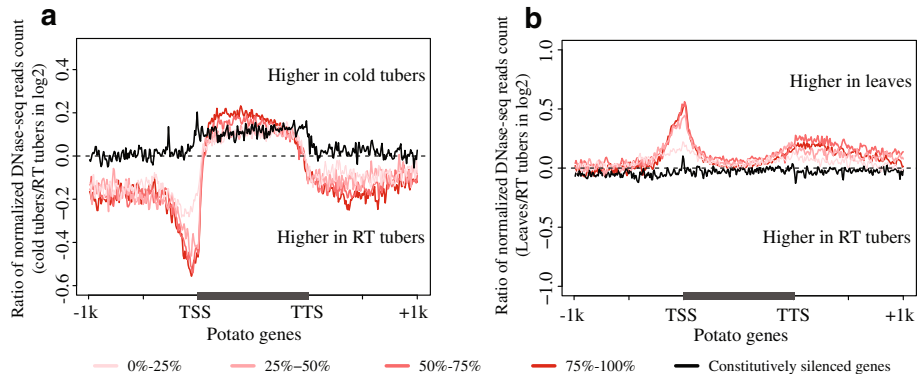 a
Ratio of normalized DNase-seq reads count
(cold tubers/RT tubers in log2)
0.4
0.2
0.0
-0.2
-0.4
-0.6
Higher in cold tubers
Higher in RT tubers
-1k
TSS
TTS
+1k
Potato genes
b
Ratio of normalized DNase-seq reads count
(Leaves/RT tubers in log2)
1.0
0.5
0.0
-0.5
-1.0
Higher in leaves
Higher in RT tubers
-1k
TSS
TTS
+1k
Potato genes
0%-25%
25%−50%
50%-75%
75%-100%
Constitutively silenced genes